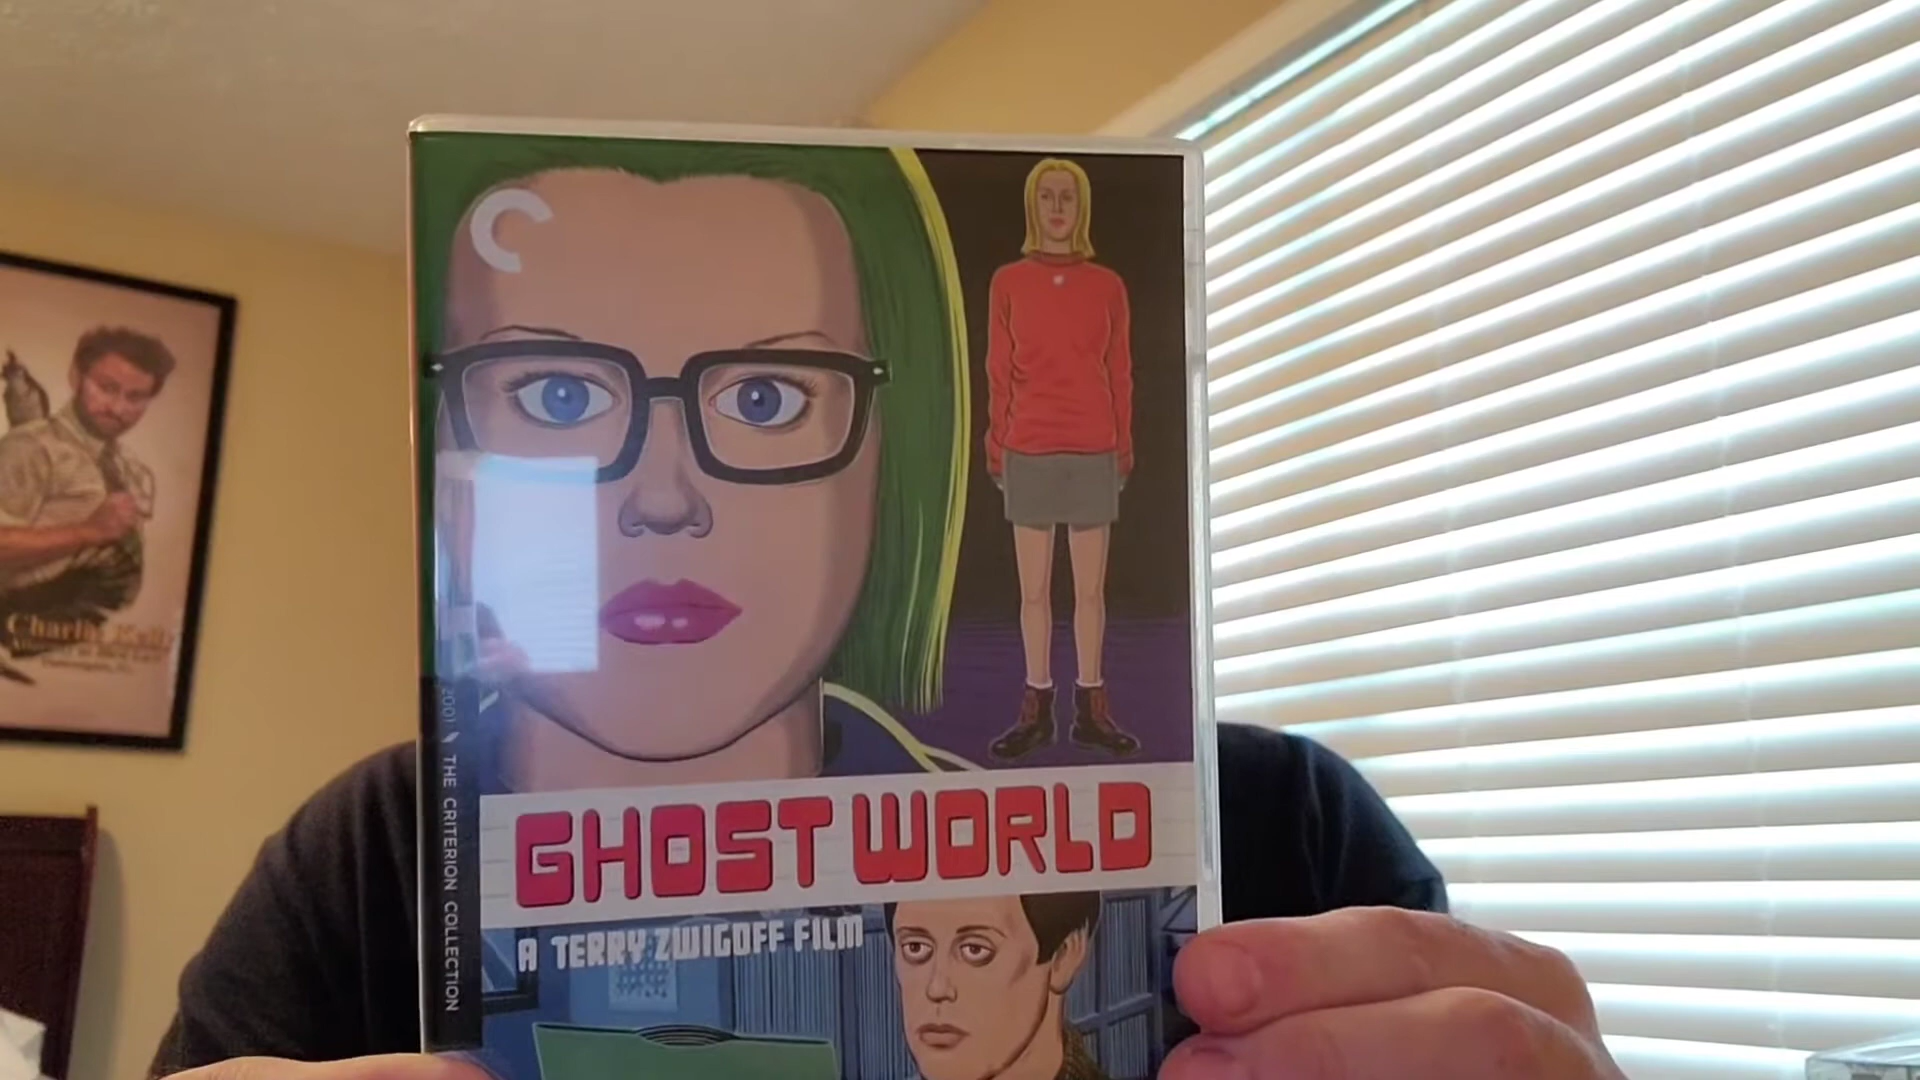 Charlie Kelly
2001 THE CRITERION COLLECTION
GHOST WORLD
A TERRY ZWIGOFF FILM